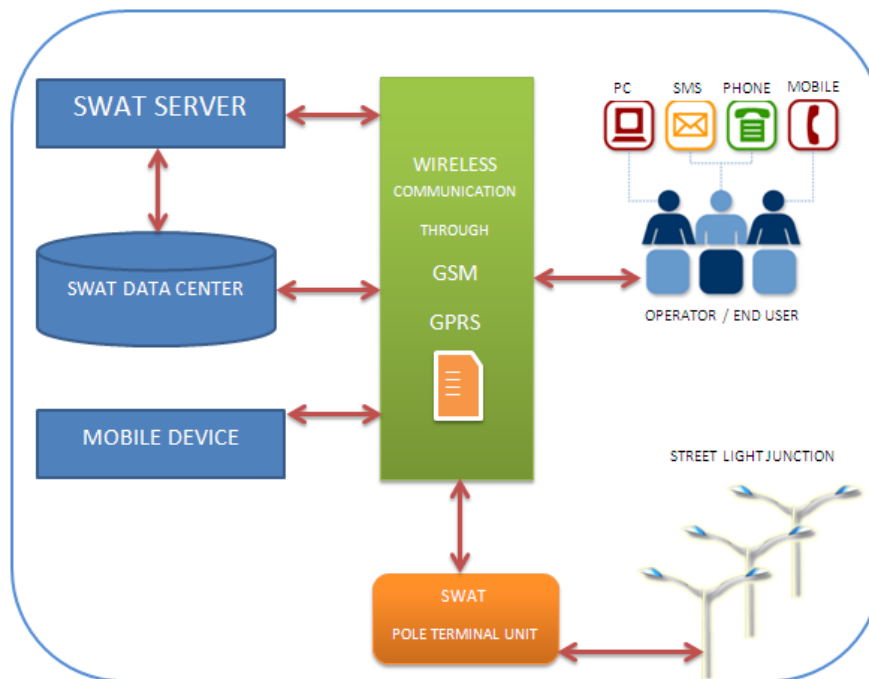 SWAT SERVER
SWAT DATA CENTER
MOBILE DEVICE
WIRELESS
COMMUNICATION
THROUGH
GSM
GPRS
PC SMS PHONE MOBILE
OPERATOR / END USER
STREET LIGHT JUNCTION
SWAT
POLE TERMINAL UNIT